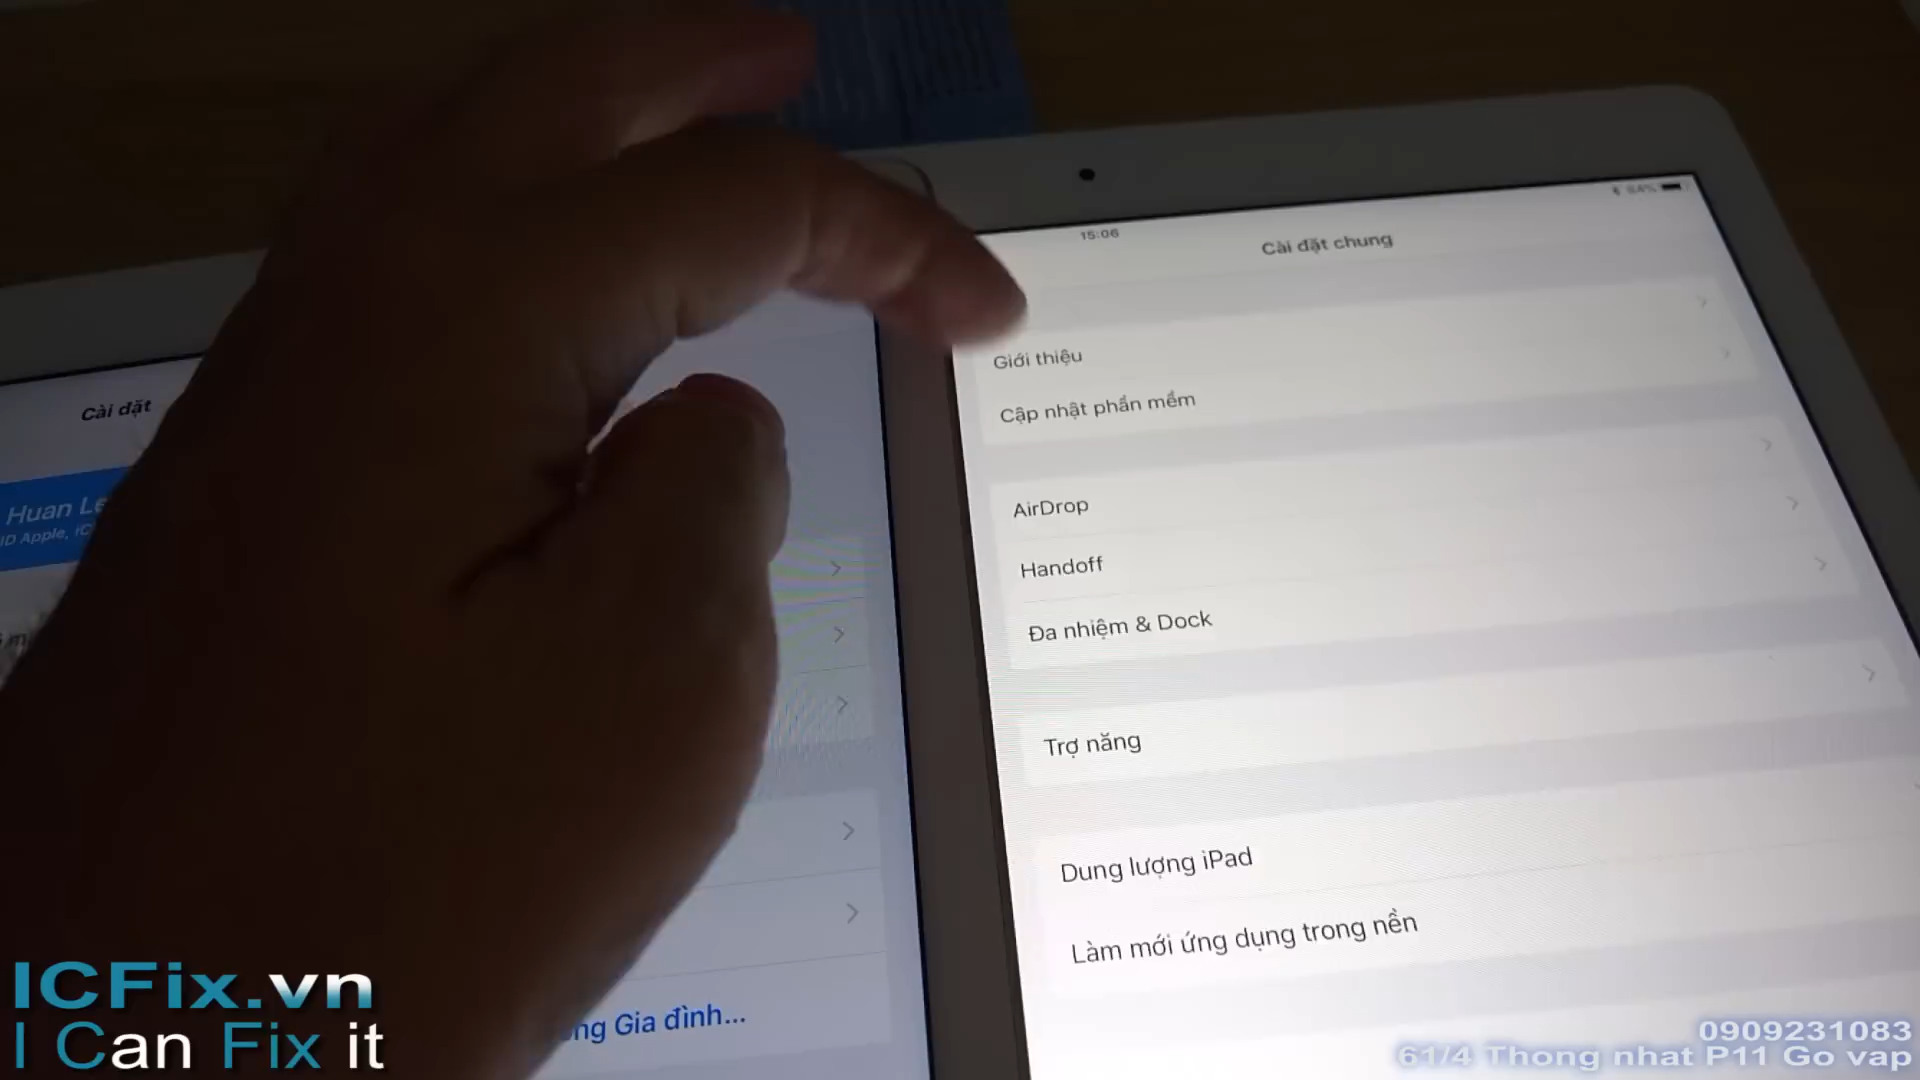 15:06
64%
Cài đặt chung
Giới thiệu
Cập nhật phần mềm
AirDrop
Handoff
Đa nhiệm & Dock
Trợ năng
Dung lượng iPad
Làm mới ứng dụng trong nền
Cài đặt
Huan Le
ID Apple,
Gia đình...
ICFix.vn
I Can Fix it
0909231083
61/4 Thong nhat P11 Go vap